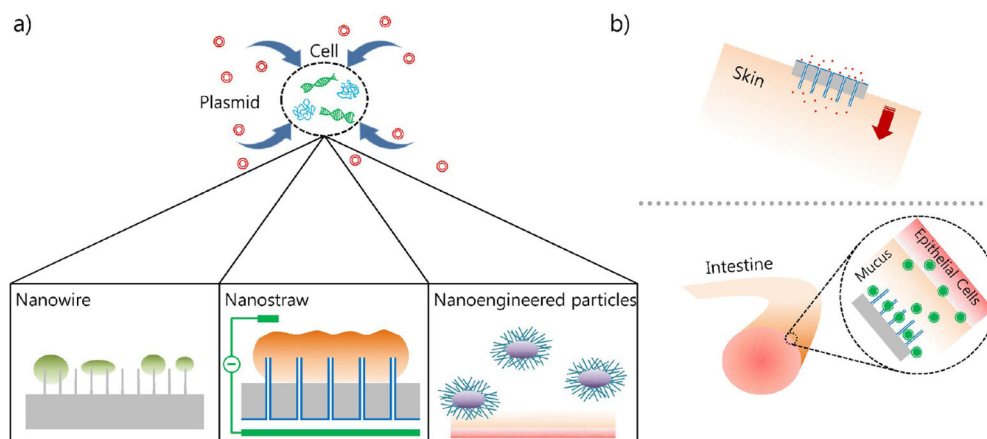 a)
Cell
Plasmid
Nanowire
Nanostraw
Nanoengineered particles
b)
Skin
Intestine
Mucus
Epithelial Cells